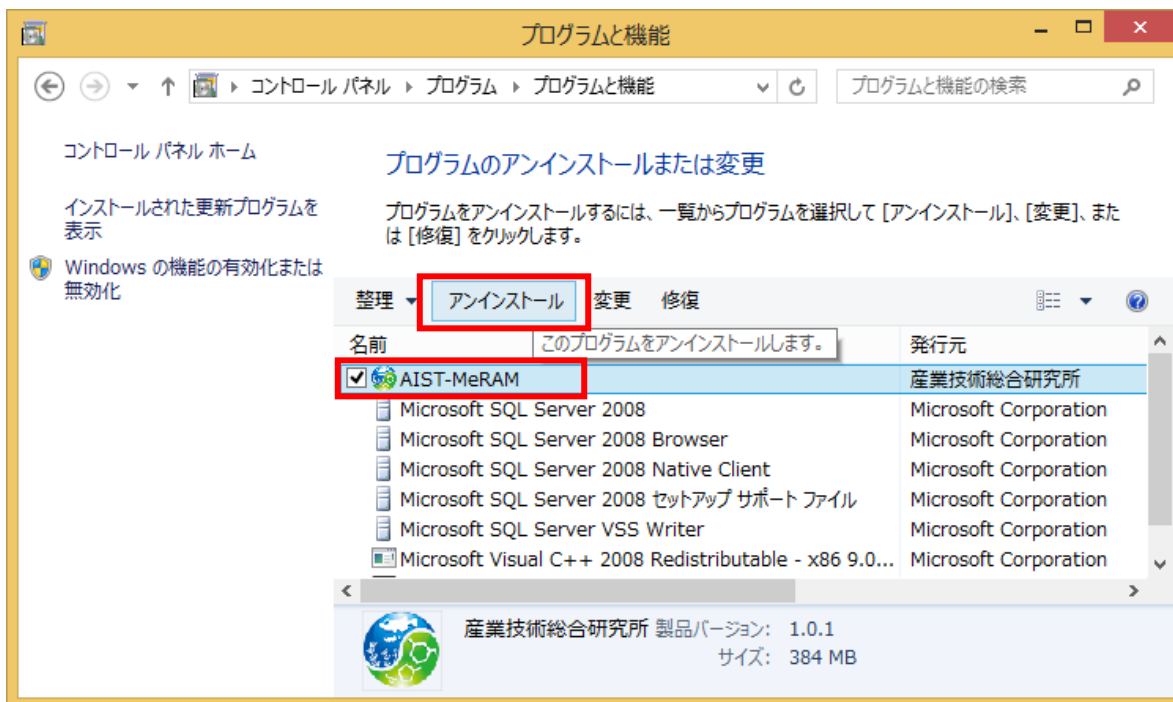 プログラムと機能
コントロール パネル ▸ プログラム ▸ プログラムと機能
プログラムと機能の検索
コントロール パネル ホーム
インストールされた更新プログラムを
表示
Windows の機能の有効化または
無効化
プログラムのアンインストールまたは変更
プログラムをアンインストールするには、一覧からプログラムを選択して [アンインストール]、[変更]、また
は [修復] をクリックします。
整理 アンインストール 変更 修復
このプログラムをアンインストールします。
名前 発行元
AIST-MeRAM 産業技術総合研究所
Microsoft SQL Server 2008 Microsoft Corporation
Microsoft SQL Server 2008 Browser Microsoft Corporation
Microsoft SQL Server 2008 Native Client Microsoft Corporation
Microsoft SQL Server 2008 セットアップ サポート ファイル Microsoft Corporation
Microsoft SQL Server VSS Writer Microsoft Corporation
Microsoft Visual C++ 2008 Redistributable - x86 9.0... Microsoft Corporation
産業技術総合研究所 製品バージョン: 1.0.1
サイズ: 384 MB